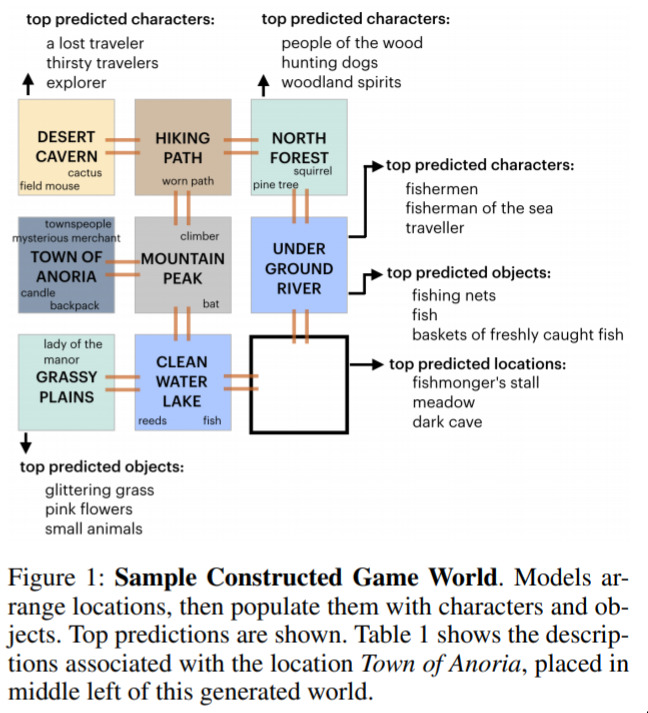 top predicted characters:
a lost traveler
thirsty travelers
explorer
top predicted characters:
people of the wood
hunting dogs
woodland spirits
DESERT
CAVERN
cactus
field mouse
HIKING
PATH
worn path
NORTH
FOREST
squirrel
pine tree
top predicted characters:
fishermen
fisherman of the sea
traveller
townspeople
mysterious merchant
TOWN OF
ANORIA
candle
backpack
climber
MOUNTAIN
PEAK
bat
UNDER
GROUND
RIVER
top predicted objects:
fishing nets
fish
baskets of freshly caught fish
lady of the
manor
GRASSY
PLAINS
CLEAN
WATER
LAKE
reeds
fish
top predicted locations:
fishmonger's stall
meadow
dark cave
top predicted objects:
glittering grass
pink flowers
small animals
Figure 1: Sample Constructed Game World. Models ar-
range locations, then populate them with characters and ob-
jects. Top predictions are shown. Table 1 shows the descrip-
tions associated with the location Town of Anoria, placed in
middle left of this generated world.